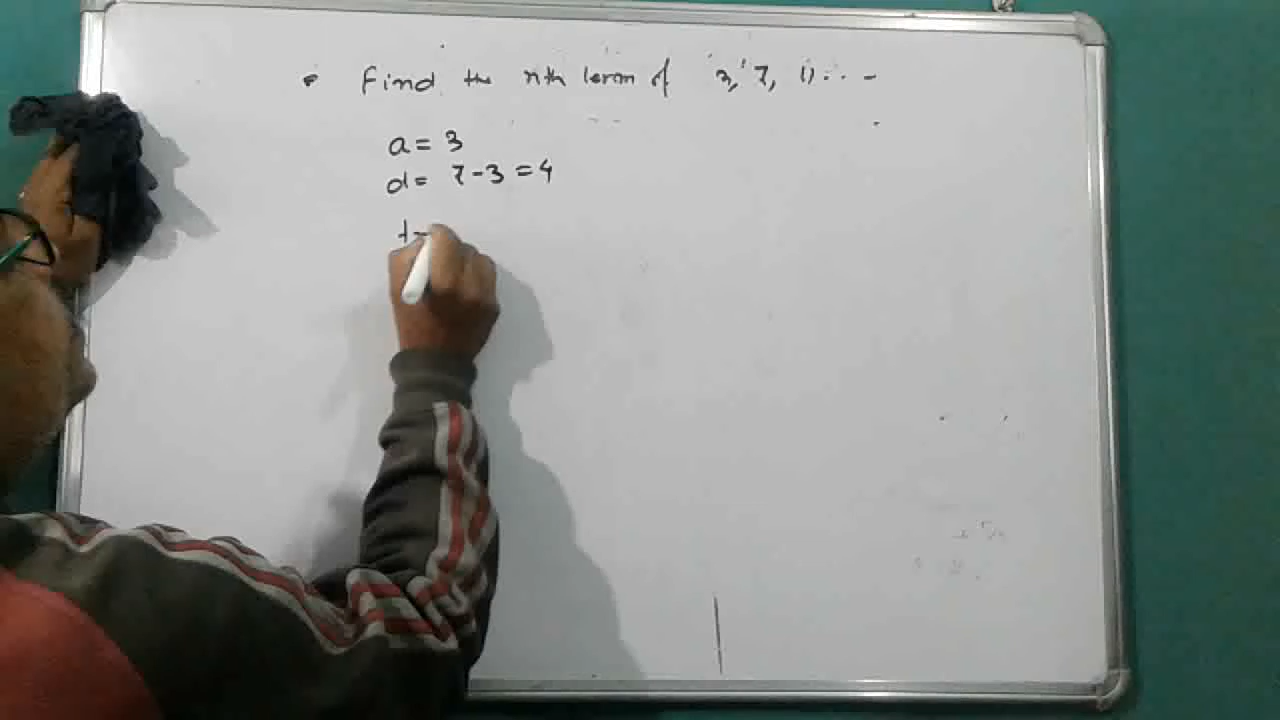 • Find the nth term of 3, 7, 11 . . -
a = 3
d = 7 - 3 = 4
t